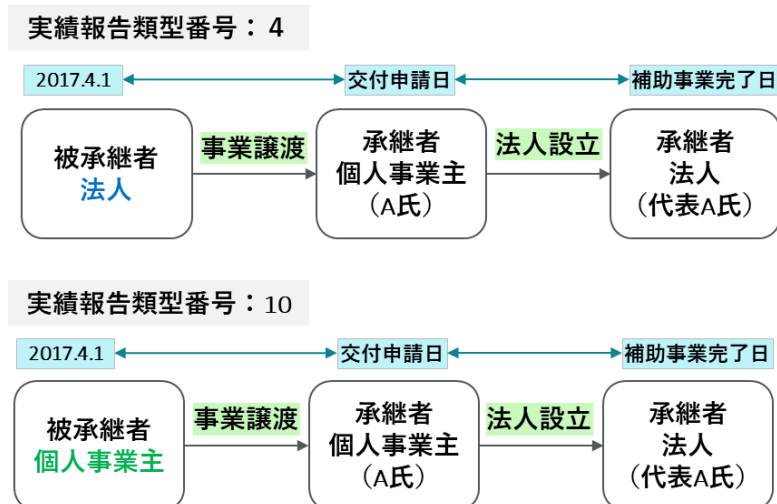 実績報告類型番号：4
2017.4.1 交付申請日 補助事業完了日
被承継者
法人
事業譲渡
承継者
個人事業主
（A氏）
法人設立
承継者
法人
（代表A氏）
実績報告類型番号：10
2017.4.1 交付申請日 補助事業完了日
被承継者
個人事業主
事業譲渡
承継者
個人事業主
（A氏）
法人設立
承継者
法人
（代表A氏）